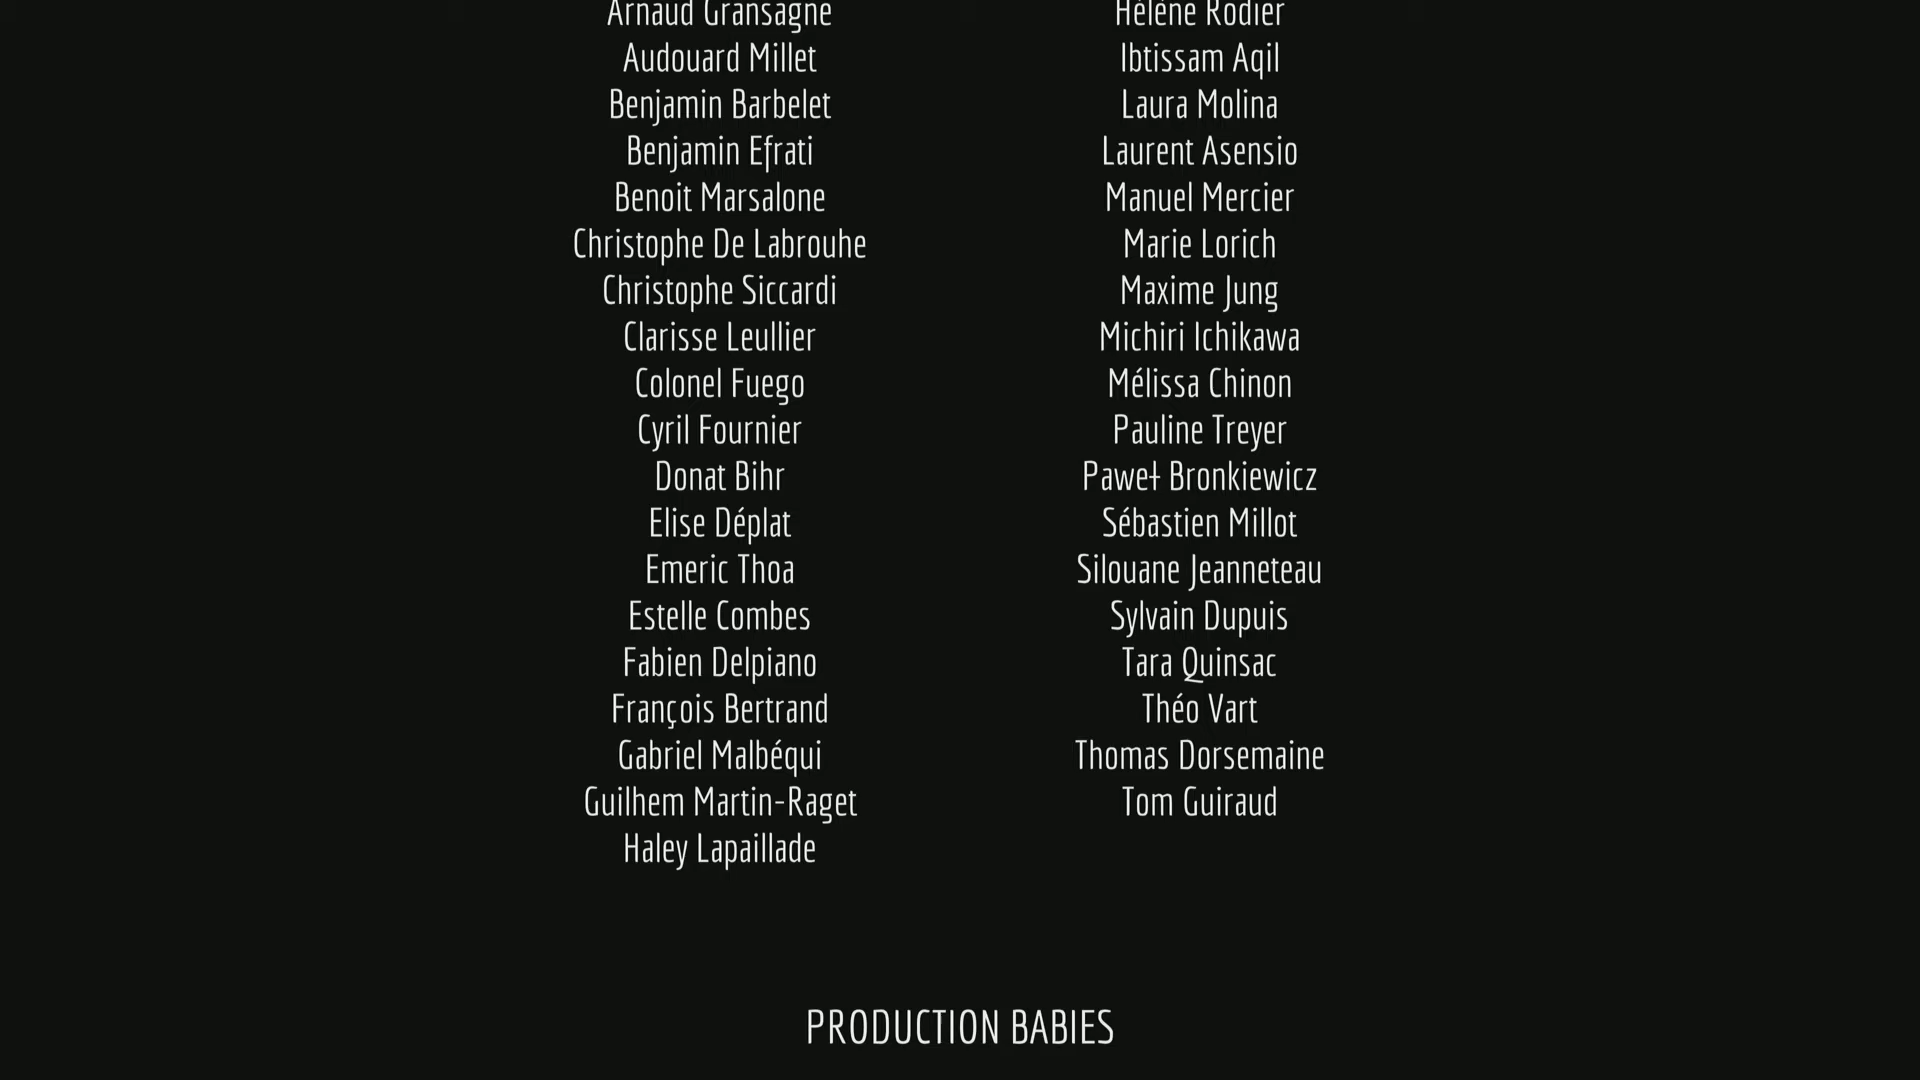 Arnaud Gransagne
Audouard Millet
Benjamin Barbelet
Benjamin Efrati
Benoit Marsalone
Christophe De Labrouhe
Christophe Siccardi
Clarisse Leullier
Colonel Fuego
Cyril Fournier
Donat Bihr
Elise Déplat
Emeric Thoa
Estelle Combes
Fabien Delpiano
François Bertrand
Gabriel Malbéqui
Guilhem Martin-Raget
Haley Lapaillade
Hélène Rodier
Ibtissam Aqil
Laura Molina
Laurent Asensio
Manuel Mercier
Marie Lorich
Maxime Jung
Michiri Ichikawa
Mélissa Chinon
Pauline Treyer
Paweł Bronkiewicz
Sébastien Millot
Silouane Jeanneteau
Sylvain Dupuis
Tara Quinsac
Théo Vart
Thomas Dorsemaine
Tom Guiraud
PRODUCTION BABIES